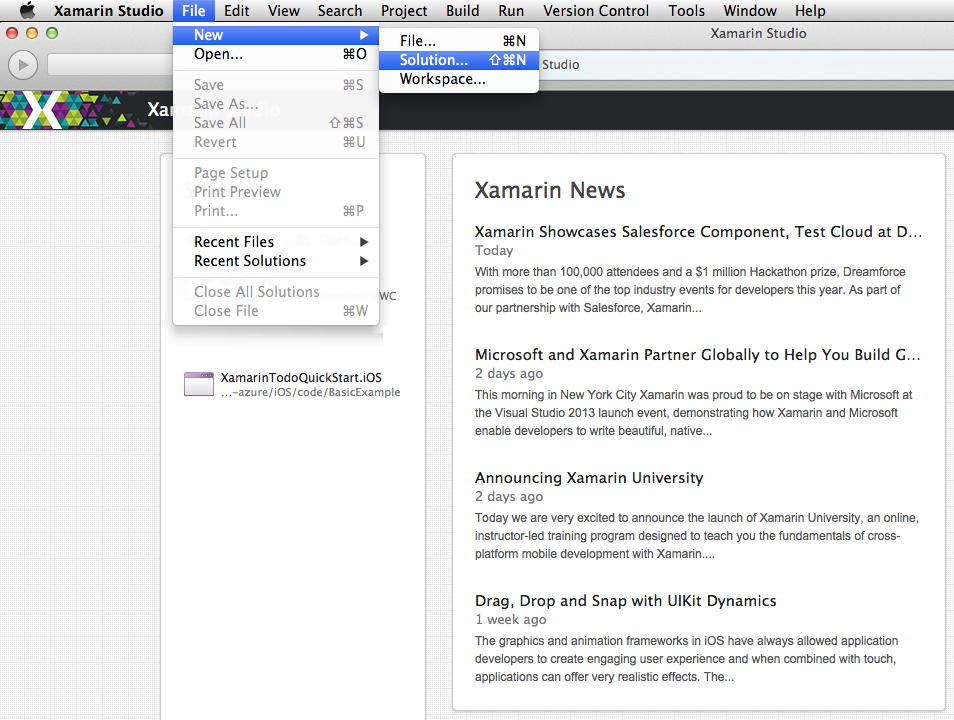 Xamarin Studio File Edit View Search Project Build Run Version Control Tools Window Help
Xamarin Studio
New
Open... ⌘O
Save ⌘S
Save As...
Save All ⇧⌘S
Revert ⌘U
Page Setup
Print Preview
Print... ⌘P
Recent Files
Recent Solutions
Close All Solutions
Close File ⌘W
File... ⌘N
Solution... ⇧⌘N
Workspace...
Studio
Xam
WC
XamarinTodoQuickStart.iOS
...-azure/iOS/code/BasicExample
Xamarin News
Xamarin Showcases Salesforce Component, Test Cloud at D...
Today
With more than 100,000 attendees and a $1 million Hackathon prize, Dreamforce
promises to be one of the top industry events for developers this year. As part of
our partnership with Salesforce, Xamarin...
Microsoft and Xamarin Partner Globally to Help You Build G...
2 days ago
This morning in New York City Xamarin was proud to be on stage with Microsoft at
the Visual Studio 2013 launch event, demonstrating how Xamarin and Microsoft
enable developers to write beautiful, native...
Announcing Xamarin University
2 days ago
Today we are very excited to announce the launch of Xamarin University, an online,
instructor-led training program designed to teach you the fundamentals of cross-
platform mobile development with Xamarin....
Drag, Drop and Snap with UIKit Dynamics
1 week ago
The graphics and animation frameworks in iOS have always allowed application
developers to create engaging user experience and when combined with touch,
applications can offer very realistic effects. The...